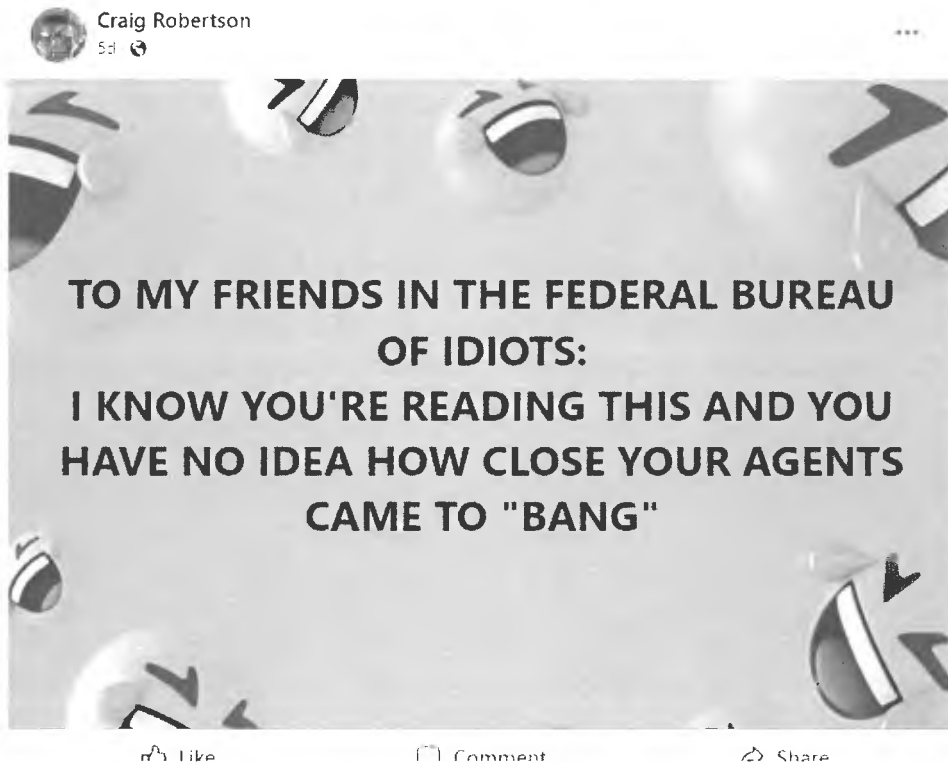 Craig Robertson
5d
TO MY FRIENDS IN THE FEDERAL BUREAU
OF IDIOTS:
I KNOW YOU'RE READING THIS AND YOU
HAVE NO IDEA HOW CLOSE YOUR AGENTS
CAME TO "BANG"
Like Comment Share